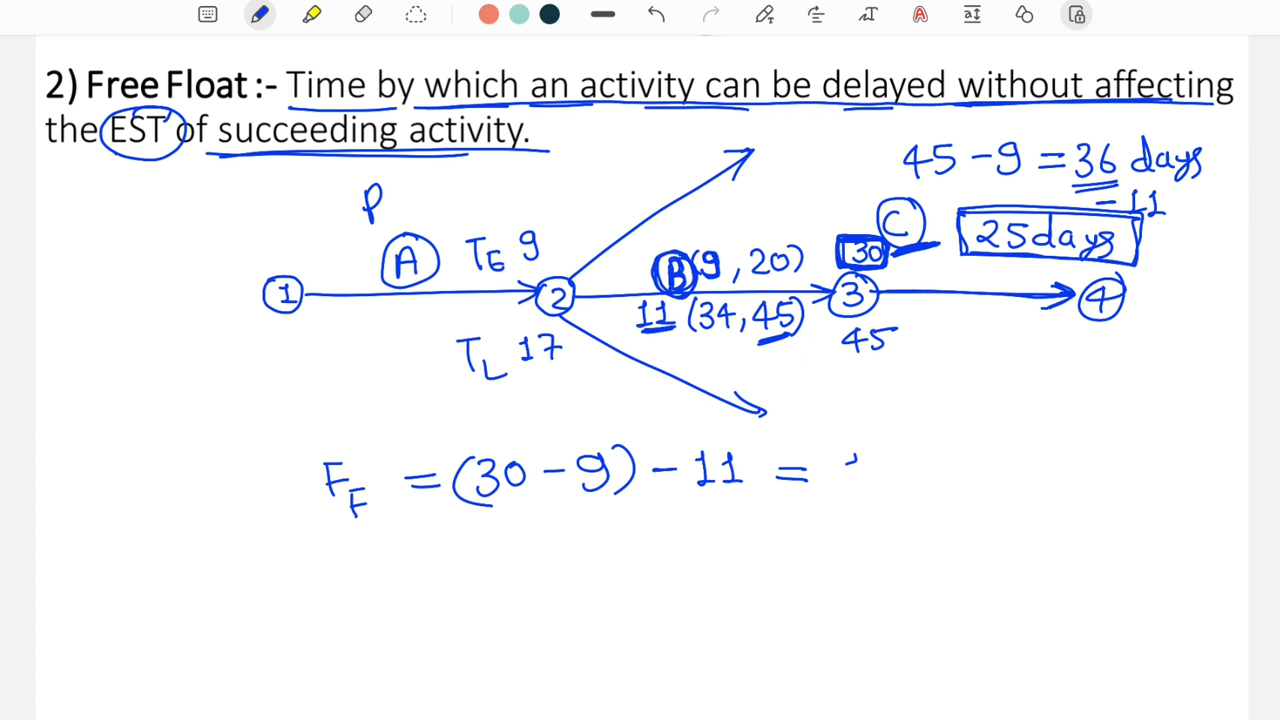 2) Free Float :- Time by which an activity can be delayed without affecting
the EST of succeeding activity.
45 - 9 = 36 days
- 11
25 days
P
A
TE 9
B (9, 20)
30
C
1
2
3
4
11 (34, 45)
45
TL 17
FF = (30 - 9) - 11 =